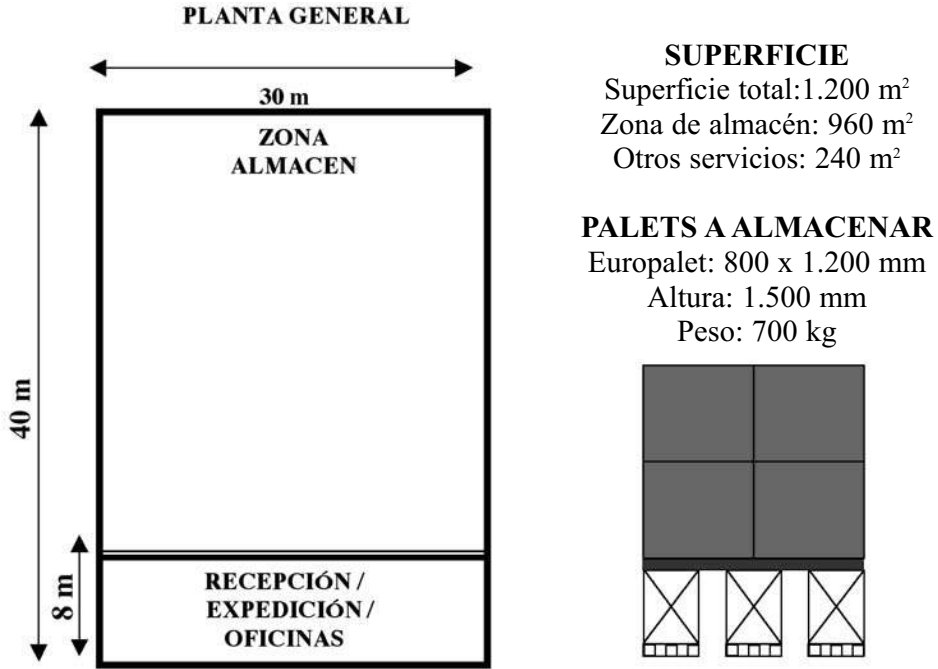 PLANTA GENERAL
30 m
ZONA
ALMACEN
40 m
8 m
RECEPCIÓN /
EXPEDICIÓN /
OFICINAS
SUPERFICIE
Superficie total:1.200 m²
Zona de almacén: 960 m²
Otros servicios: 240 m²
PALETS A ALMACENAR
Europalet: 800 x 1.200 mm
Altura: 1.500 mm
Peso: 700 kg